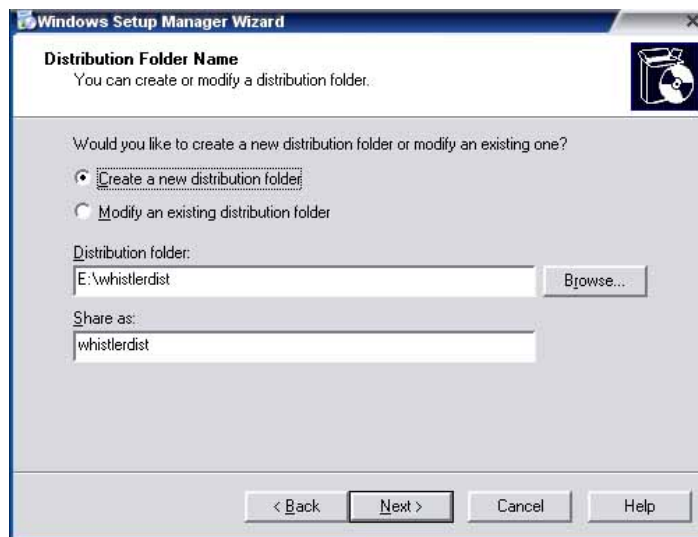 Windows Setup Manager Wizard
Distribution Folder Name
You can create or modify a distribution folder.
Would you like to create a new distribution folder or modify an existing one?
Create a new distribution folder
Modify an existing distribution folder
Distribution folder:
E:\whistlerdist
Browse...
Share as:
whistlerdist
< Back
Next >
Cancel
Help